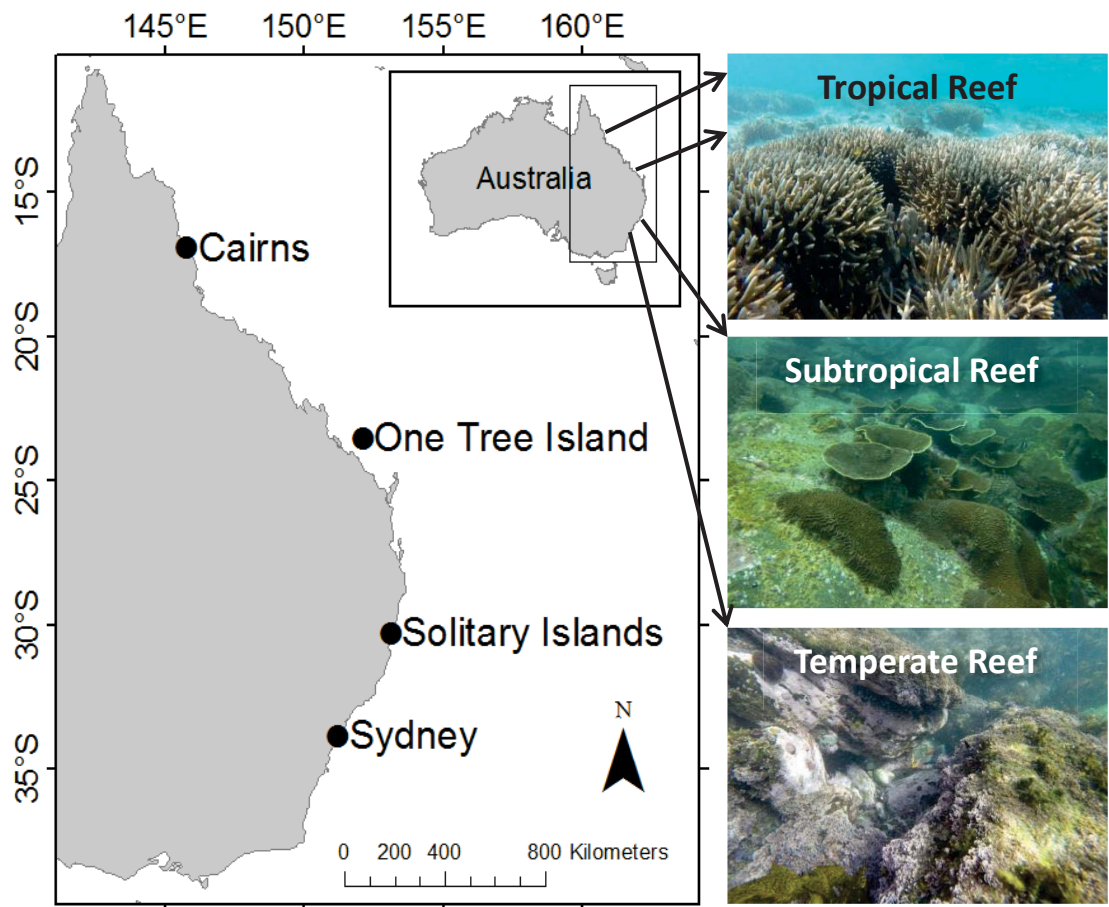 145°E 150°E 155°E 160°E
15°S
20°S
25°S
30°S
35°S
Cairns
One Tree Island
Solitary Islands
Sydney
Australia
N
0 200 400 800 Kilometers
Tropical Reef
Subtropical Reef
Temperate Reef